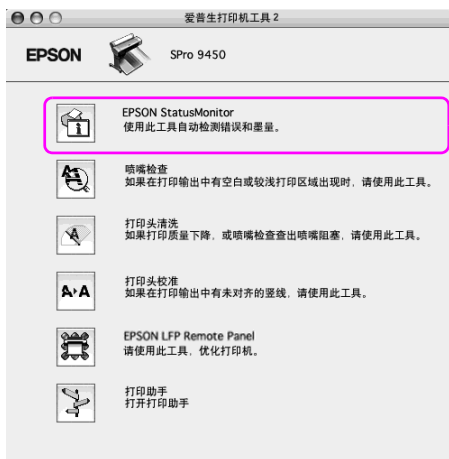 爱普生打印机工具 2
EPSON
SPro 9450
EPSON StatusMonitor
使用此工具自动检测错误和墨量。
喷嘴检查
如果在打印输出中有空白或较浅打印区域出现时，请使用此工具。
打印头清洗
如果打印质量下降，或喷嘴检查查出喷嘴阻塞，请使用此工具。
打印头校准
如果在打印输出中有未对齐的竖线，请使用此工具。
EPSON LFP Remote Panel
请使用此工具，优化打印机。
打印助手
打开打印助手